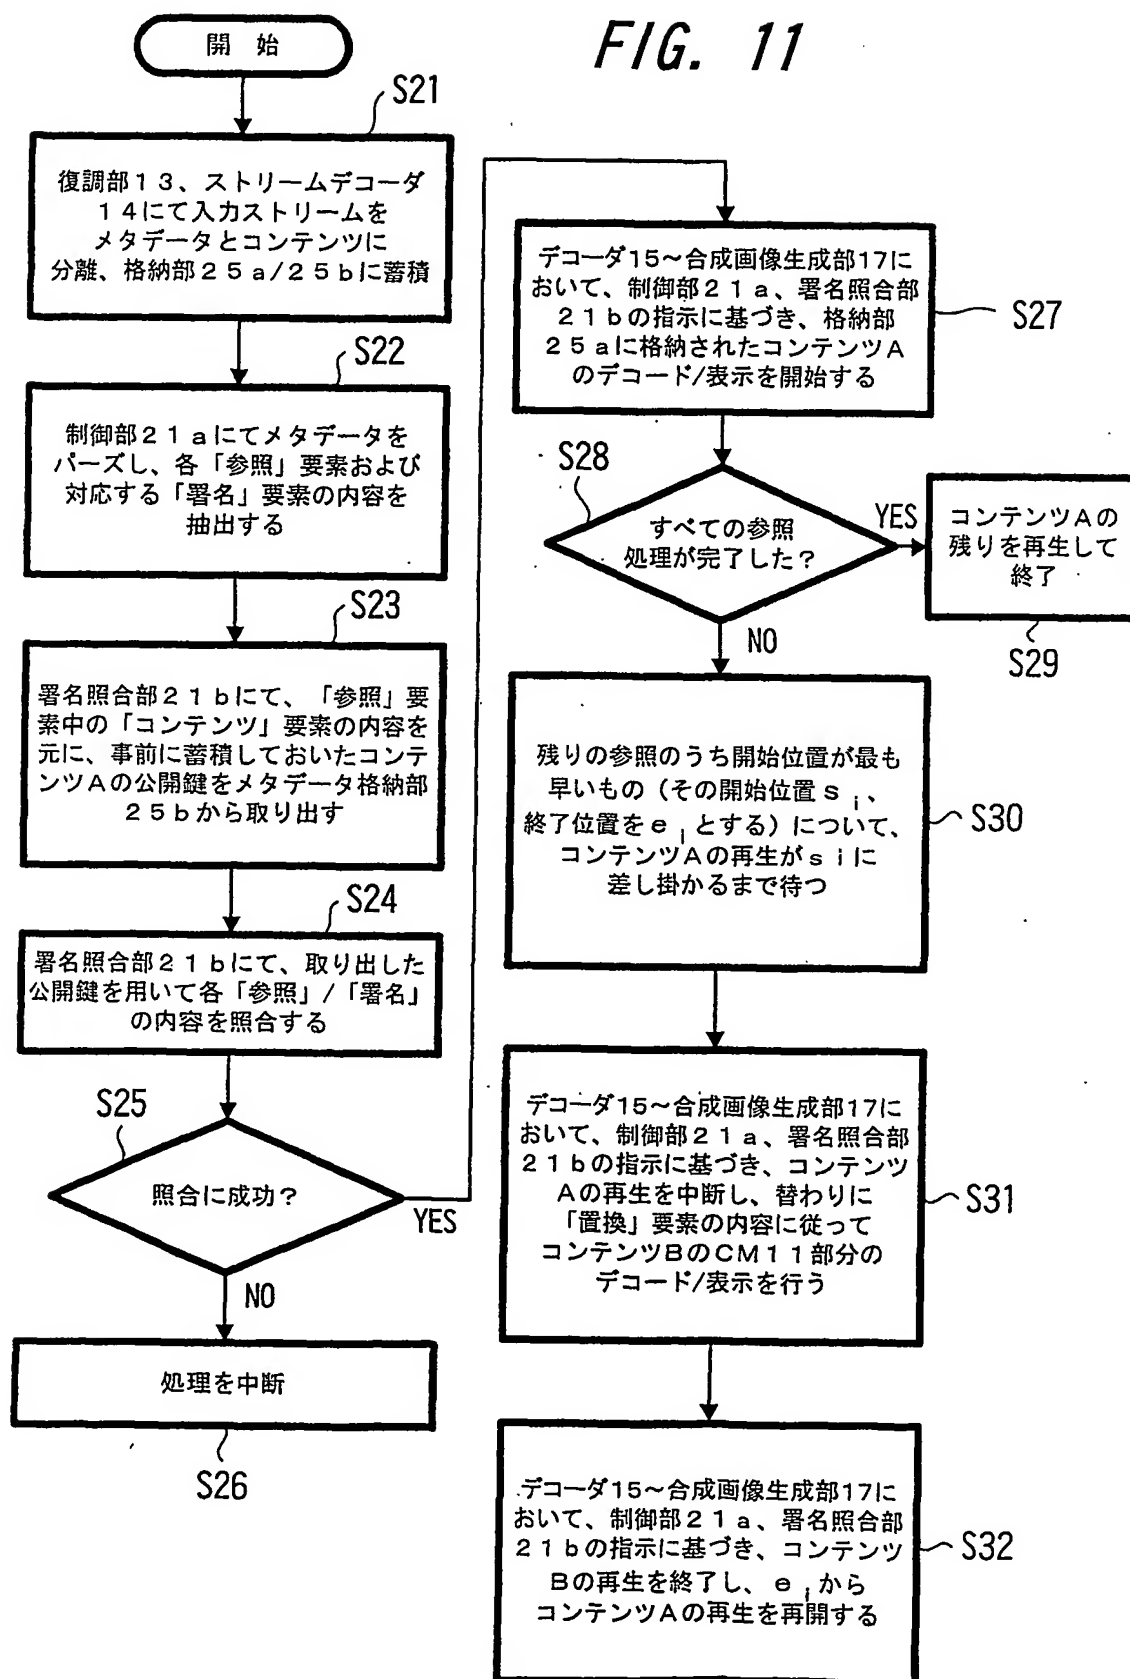 FIG. 11
開 始
S21
復調部13、ストリームデコーダ
14にて入力ストリームを
メタデータとコンテンツに
分離、格納部25a/25bに蓄積
S22
制御部21aにてメタデータを
パーズし、各「参照」要素および
対応する「署名」要素の内容を
抽出する
S23
署名照合部21bにて、「参照」要
素中の「コンテンツ」要素の内容を
元に、事前に蓄積しておいたコンテ
ンツAの公開鍵をメタデータ格納部
25bから取り出す
S24
署名照合部21bにて、取り出した
公開鍵を用いて各「参照」/「署名」
の内容を照合する
S25
照合に成功?
YES
NO
処理を中断
S26
デコーダ15~合成画像生成部17に
おいて、制御部21a、署名照合部
21bの指示に基づき、格納部
25aに格納されたコンテンツA
のデコード/表示を開始する
S27
S28
すべての参照
処理が完了した?
YES
コンテンツAの
残りを再生して
終了
S29
NO
残りの参照のうち開始位置が最も
早いもの(その開始位置s i、
終了位置をe iとする)について、
コンテンツAの再生がs iに
差し掛かるまで待つ
S30
デコーダ15~合成画像生成部17に
おいて、制御部21a、署名照合部
21bの指示に基づき、コンテンツ
Aの再生を中断し、替わりに
「置換」要素の内容に従って
コンテンツBのCM11部分の
デコード/表示を行う
S31
デコーダ15~合成画像生成部17に
おいて、制御部21a、署名照合部
21bの指示に基づき、コンテンツ
Bの再生を終了し、e iから
コンテンツAの再生を再開する
S32